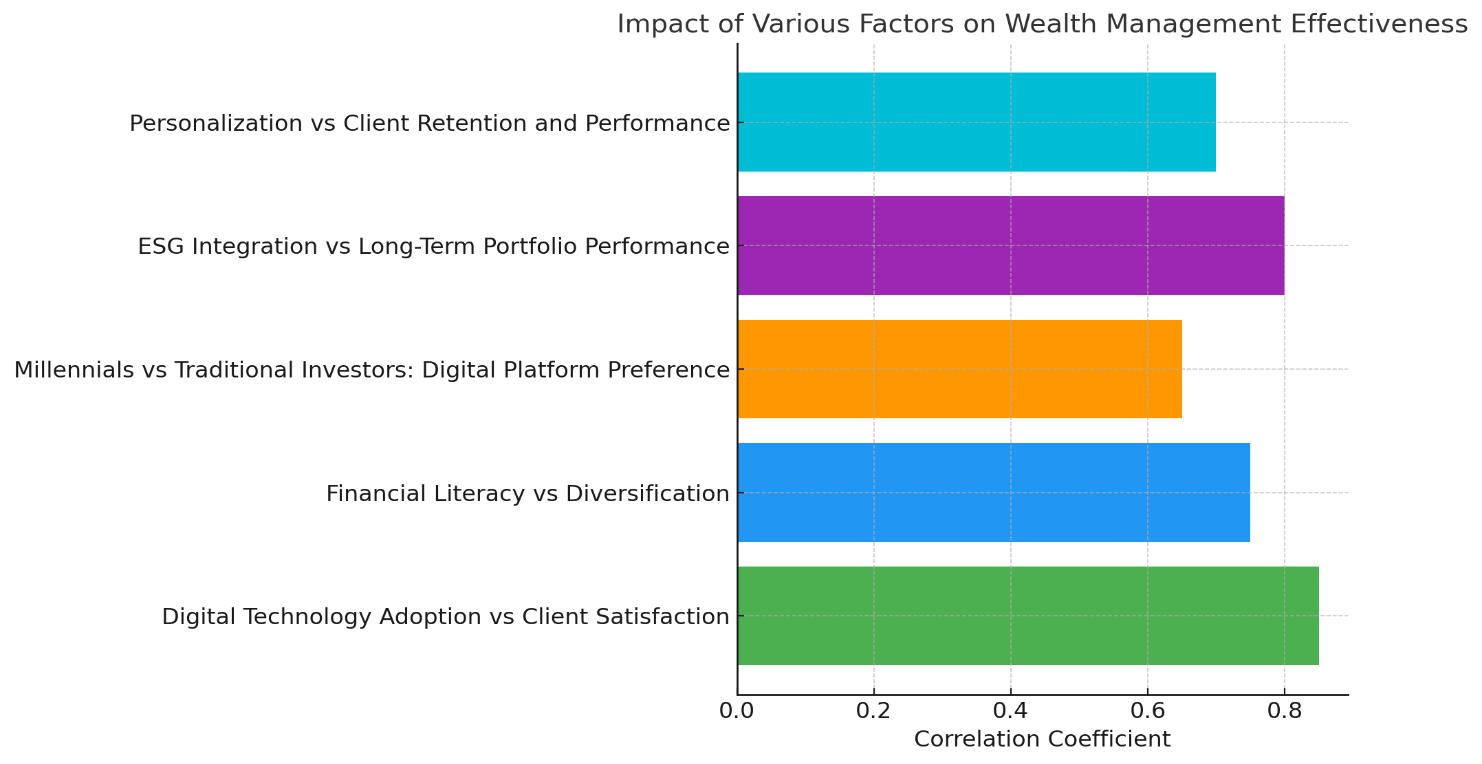 Impact of Various Factors on Wealth Management Effectiveness
Personalization vs Client Retention and Performance
ESG Integration vs Long-Term Portfolio Performance
Millennials vs Traditional Investors: Digital Platform Preference
Financial Literacy vs Diversification
Digital Technology Adoption vs Client Satisfaction
0.0 0.2 0.4 0.6 0.8
Correlation Coefficient